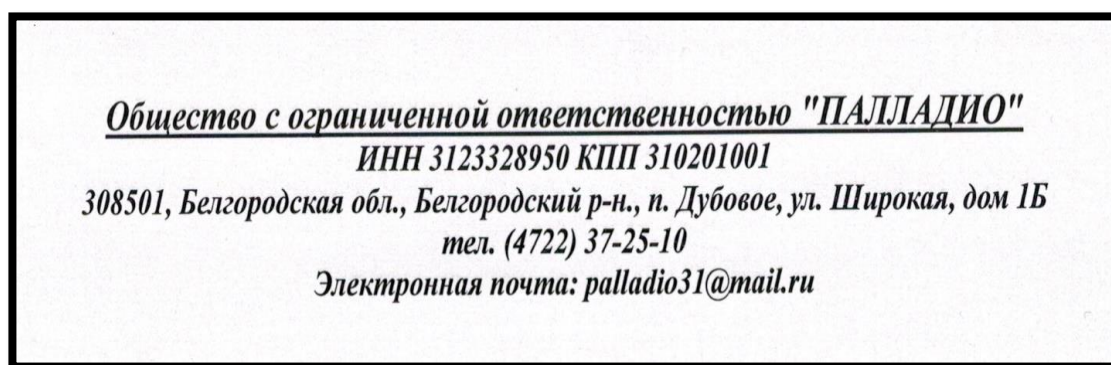 Общество с ограниченной ответственностью "ПАЛЛАДИО"
ИНН 3123328950 КПП 310201001
308501, Белгородская обл., Белгородский р-н., п. Дубовое, ул. Широкая, дом 1Б
тел. (4722) 37-25-10
Электронная почта: palladio31@mail.ru